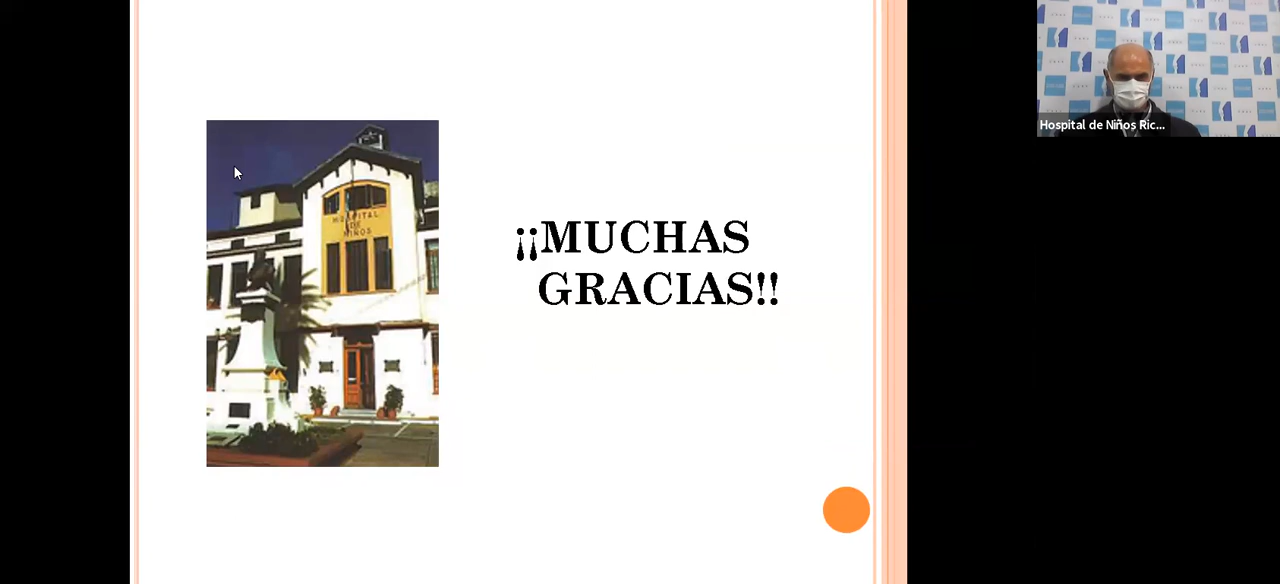 HOSPITAL
DE
NIÑOS
¡¡MUCHAS
GRACIAS!!
Hospital de Niños Ric...